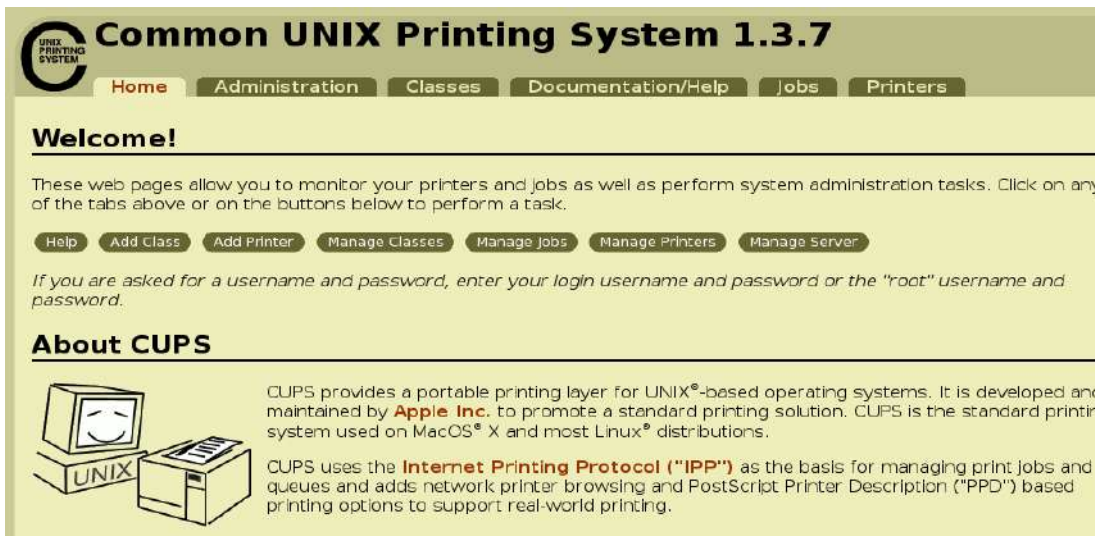 UNIX
PRINTING
SYSTEM
Common UNIX Printing System 1.3.7
Home Administration Classes Documentation/Help Jobs Printers
Welcome!
These web pages allow you to monitor your printers and jobs as well as perform system administration tasks. Click on any
of the tabs above or on the buttons below to perform a task.
Help Add Class Add Printer Manage Classes Manage Jobs Manage Printers Manage Server
If you are asked for a username and password, enter your login username and password or the "root" username and
password.
About CUPS
CUPS provides a portable printing layer for UNIX®-based operating systems. It is developed and
maintained by Apple Inc. to promote a standard printing solution. CUPS is the standard printin
system used on MacOS® X and most Linux® distributions.
CUPS uses the Internet Printing Protocol ("IPP") as the basis for managing print jobs and
queues and adds network printer browsing and PostScript Printer Description ("PPD") based
printing options to support real-world printing.
UNIX